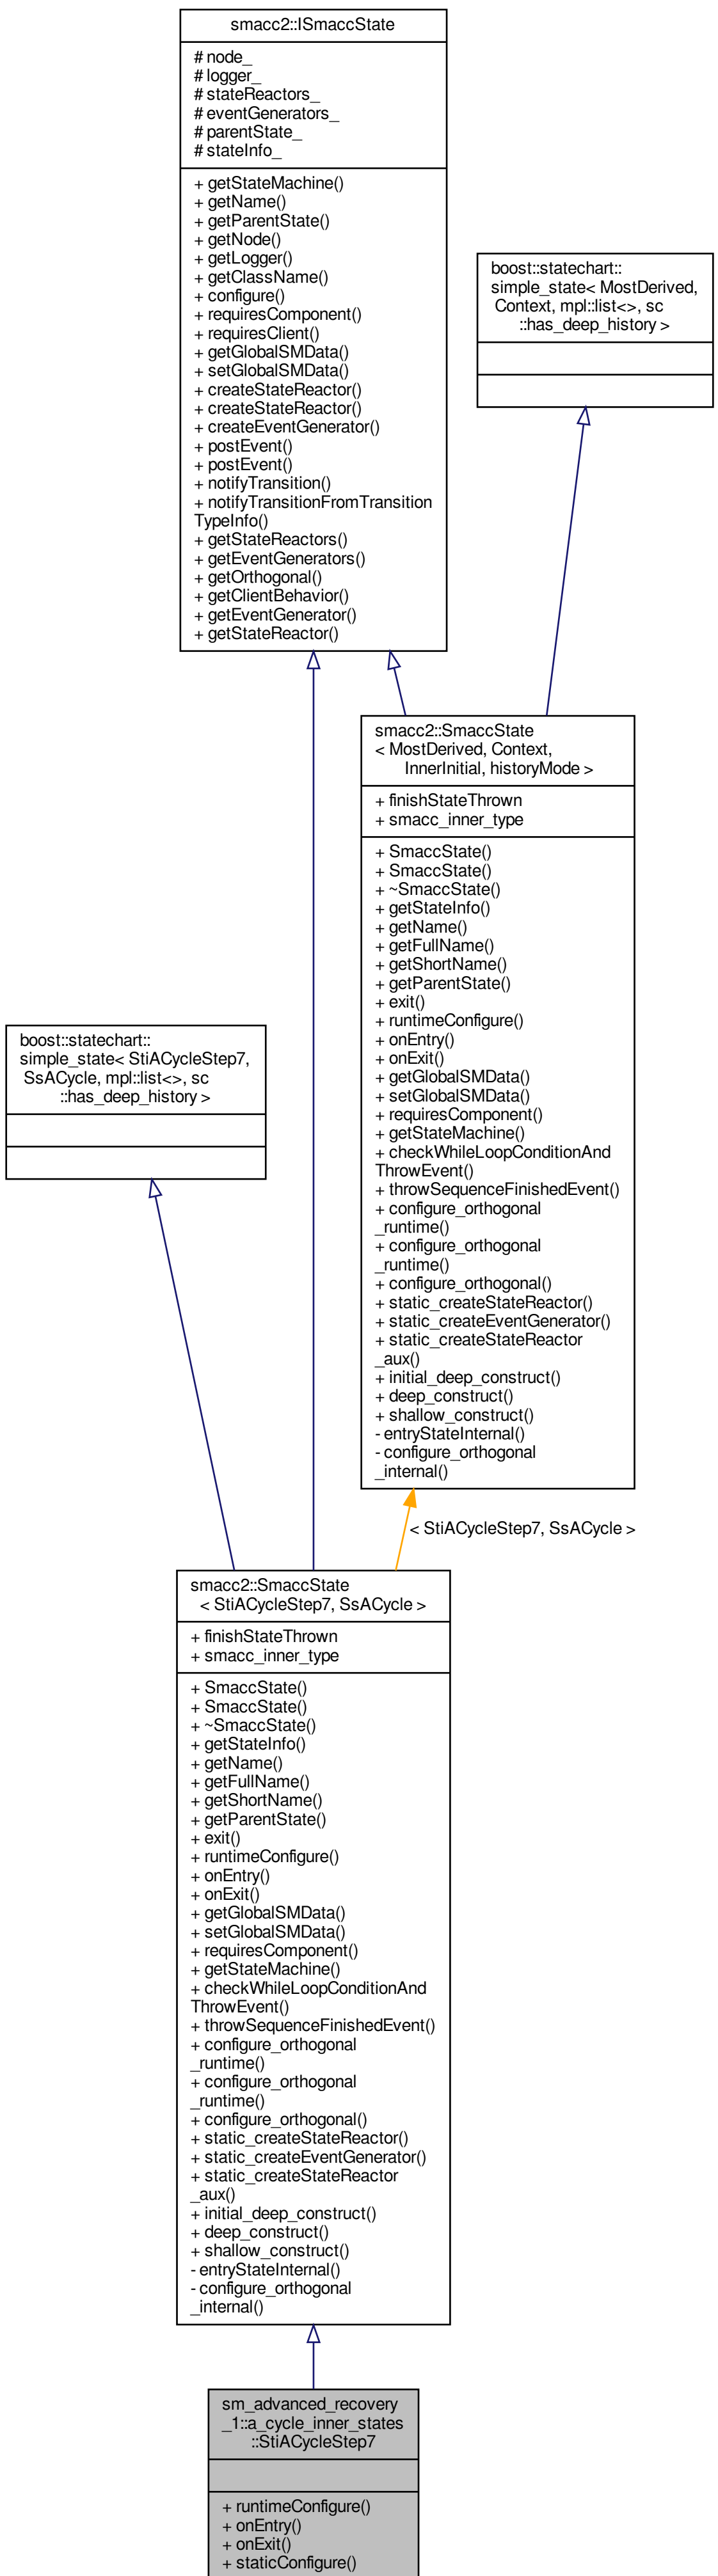 smacc2::ISmaccState
# node_
# logger_
# stateReactors_
# eventGenerators_
# parentState_
# stateInfo_
+ getStateMachine()
+ getName()
+ getParentState()
+ getNode()
+ getLogger()
+ getClassName()
+ configure()
+ requiresComponent()
+ requiresClient()
+ getGlobalSMData()
+ setGlobalSMData()
+ createStateReactor()
+ createStateReactor()
+ createEventGenerator()
+ postEvent()
+ postEvent()
+ notifyTransition()
+ notifyTransitionFromTransition
TypeInfo()
+ getStateReactors()
+ getEventGenerators()
+ getOrthogonal()
+ getClientBehavior()
+ getEventGenerator()
+ getStateReactor()
boost::statechart::
simple_state< MostDerived,
Context, mpl::list<>, sc
::has_deep_history >
smacc2::SmaccState
< MostDerived, Context,
InnerInitial, historyMode >
+ finishStateThrown
+ smacc_inner_type
+ SmaccState()
+ SmaccState()
+ ~SmaccState()
+ getStateInfo()
+ getName()
+ getFullName()
+ getShortName()
+ getParentState()
+ exit()
+ runtimeConfigure()
+ onEntry()
+ onExit()
+ getGlobalSMData()
+ setGlobalSMData()
+ requiresComponent()
+ getStateMachine()
+ checkWhileLoopConditionAnd
ThrowEvent()
+ throwSequenceFinishedEvent()
+ configure_orthogonal
_runtime()
+ configure_orthogonal
_runtime()
+ configure_orthogonal()
+ static_createStateReactor()
+ static_createEventGenerator()
+ static_createStateReactor
_aux()
+ initial_deep_construct()
+ deep_construct()
+ shallow_construct()
- entryStateInternal()
- configure_orthogonal
_internal()
boost::statechart::
simple_state< StiACycleStep7,
SsACycle, mpl::list<>, sc
::has_deep_history >
< StiACycleStep7, SsACycle >
smacc2::SmaccState
< StiACycleStep7, SsACycle >
+ finishStateThrown
+ smacc_inner_type
+ SmaccState()
+ SmaccState()
+ ~SmaccState()
+ getStateInfo()
+ getName()
+ getFullName()
+ getShortName()
+ getParentState()
+ exit()
+ runtimeConfigure()
+ onEntry()
+ onExit()
+ getGlobalSMData()
+ setGlobalSMData()
+ requiresComponent()
+ getStateMachine()
+ checkWhileLoopConditionAnd
ThrowEvent()
+ throwSequenceFinishedEvent()
+ configure_orthogonal
_runtime()
+ configure_orthogonal
_runtime()
+ configure_orthogonal()
+ static_createStateReactor()
+ static_createEventGenerator()
+ static_createStateReactor
_aux()
+ initial_deep_construct()
+ deep_construct()
+ shallow_construct()
- entryStateInternal()
- configure_orthogonal
_internal()
sm_advanced_recovery
_1::a_cycle_inner_states
::StiACycleStep7
+ runtimeConfigure()
+ onEntry()
+ onExit()
+ staticConfigure()